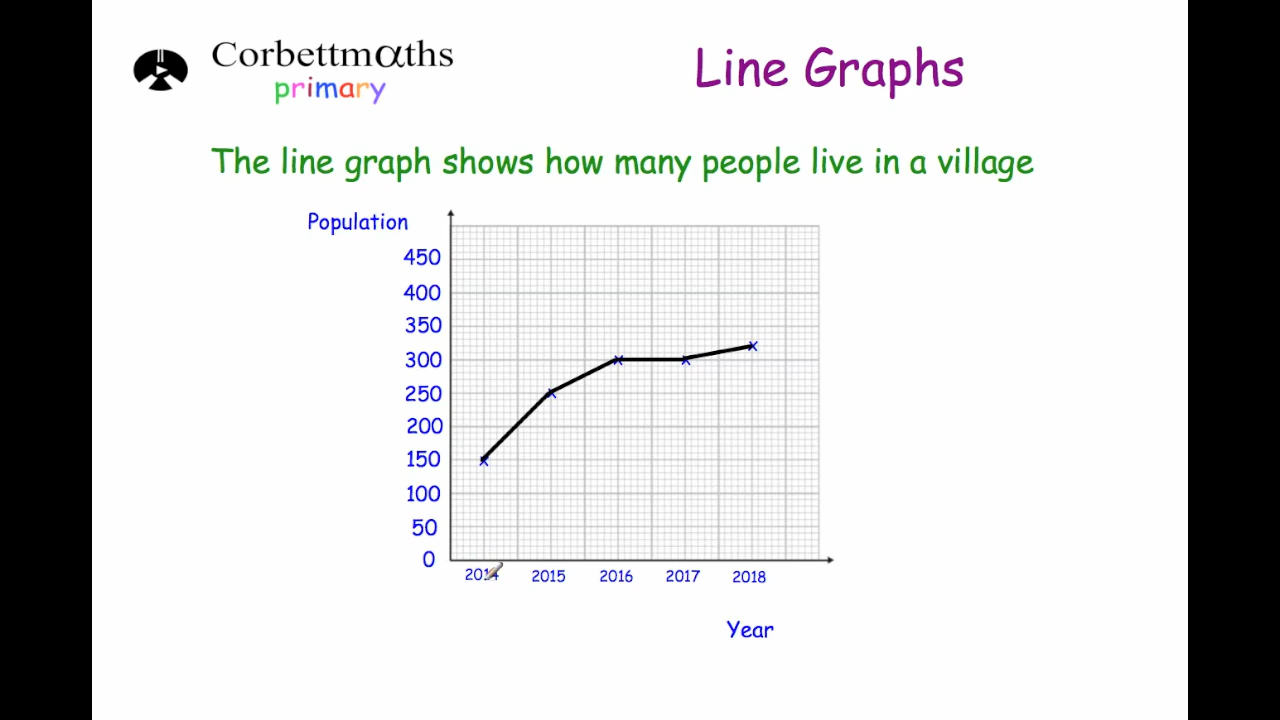 Corbettmαths
primary
Line Graphs
The line graph shows how many people live in a village
Population
450
400
350
300
250
200
150
100
50
0
2014 2015 2016 2017 2018
Year